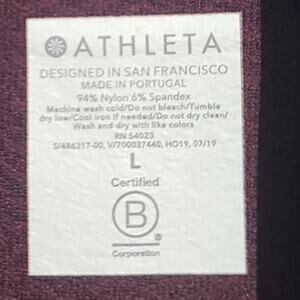 ATHLETA
DESIGNED IN SAN FRANCISCO
MADE IN PORTUGAL
94% Nylon 6% Spandex
Machine wash cold/Do not bleach/Tumble
dry low/Cool iron if needed/Do not dry clean/
Wash and dry with like colors
RN 54023
S/486317-00, V/700037440, HO19, 07/19
L
Certified
B
®
Corporation